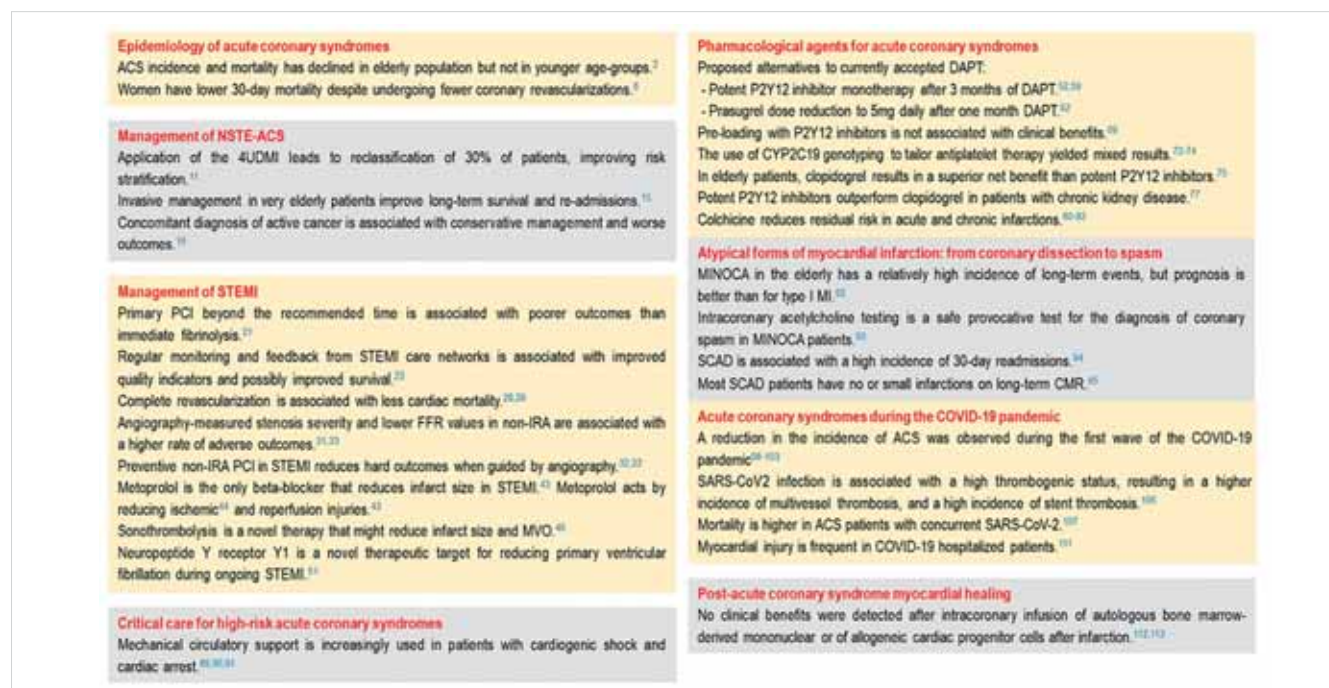 Epidemiology of acute coronary syndromes
ACS incidence and mortality has declined in elderly population but not in younger age-groups.
Women have lower 30-day mortality despite undergoing fewer coronary revascularizations.
Management of NSTE-ACS
Application of the 4UDMI leads to reclassification of 30% of patients, improving risk
stratification.
Invasive management in very elderly patients improve long-term survival and re-admissions.
Concomitant diagnosis of active cancer is associated with conservative management and worse
outcomes.
Management of STEMI
Primary PCI beyond the recommended time is associated with poorer outcomes than
immediate fibrinolysis.
Regular monitoring and feedback from STEMI care networks is associated with improved
quality indicators and possibly improved survival.
Complete revascularization is associated with less cardiac mortality.
Angiography-measured stenosis severity and lower FFR values in non-IRA are associated with
a higher rate of adverse outcomes.
Preventive non-IRA PCI in STEMI reduces hard outcomes when guided by angiography.
Metoprolol is the only beta-blocker that reduces infarct size in STEMI. Metoprolol acts by
reducing ischemic and reperfusion injuries.
Sonothrombolysis is a novel therapy that might reduce infarct size and MVO.
Neuropeptide Y receptor Y1 is a novel therapeutic target for reducing primary ventricular
fibrillation during ongoing STEMI.
Critical care for high-risk acute coronary syndromes
Mechanical circulatory support is increasingly used in patients with cardiogenic shock and
cardiac arrest.
Pharmacological agents for acute coronary syndromes
Proposed alternatives to currently accepted DAPT:
- Potent P2Y12 inhibitor monotherapy after 3 months of DAPT.
- Prasugrel dose reduction to 5mg daily after one month DAPT.
Pre-loading with P2Y12 inhibitors is not associated with clinical benefits.
The use of CYP2C19 genotyping to tailor antiplatelet therapy yielded mixed results.
In elderly patients, clopidogrel results in a superior net benefit than potent P2Y12 inhibitors.
Potent P2Y12 inhibitors outperform clopidogrel in patients with chronic kidney disease.
Colchicine reduces residual risk in acute and chronic infarctions.
Atypical forms of myocardial infarction: from coronary dissection to spasm
MINOCA in the elderly has a relatively high incidence of long-term events, but prognosis is
better than for type I MI.
Intracoronary acetylcholine testing is a safe provocative test for the diagnosis of coronary
spasm in MINOCA patients.
SCAD is associated with a high incidence of 30-day readmissions.
Most SCAD patients have no or small infarctions on long-term CMR.
Acute coronary syndromes during the COVID-19 pandemic
A reduction in the incidence of ACS was observed during the first wave of the COVID-19
pandemic
SARS-CoV2 infection is associated with a high thrombogenic status, resulting in a higher
incidence of multivessel thrombosis, and a high incidence of stent thrombosis.
Mortality is higher in ACS patients with concurrent SARS-CoV-2.
Myocardial injury is frequent in COVID-19 hospitalized patients.
Post-acute coronary syndrome myocardial healing
No clinical benefits were detected after intracoronary infusion of autologous bone marrow-
derived mononuclear or of allogeneic cardiac progenitor cells after infarction.